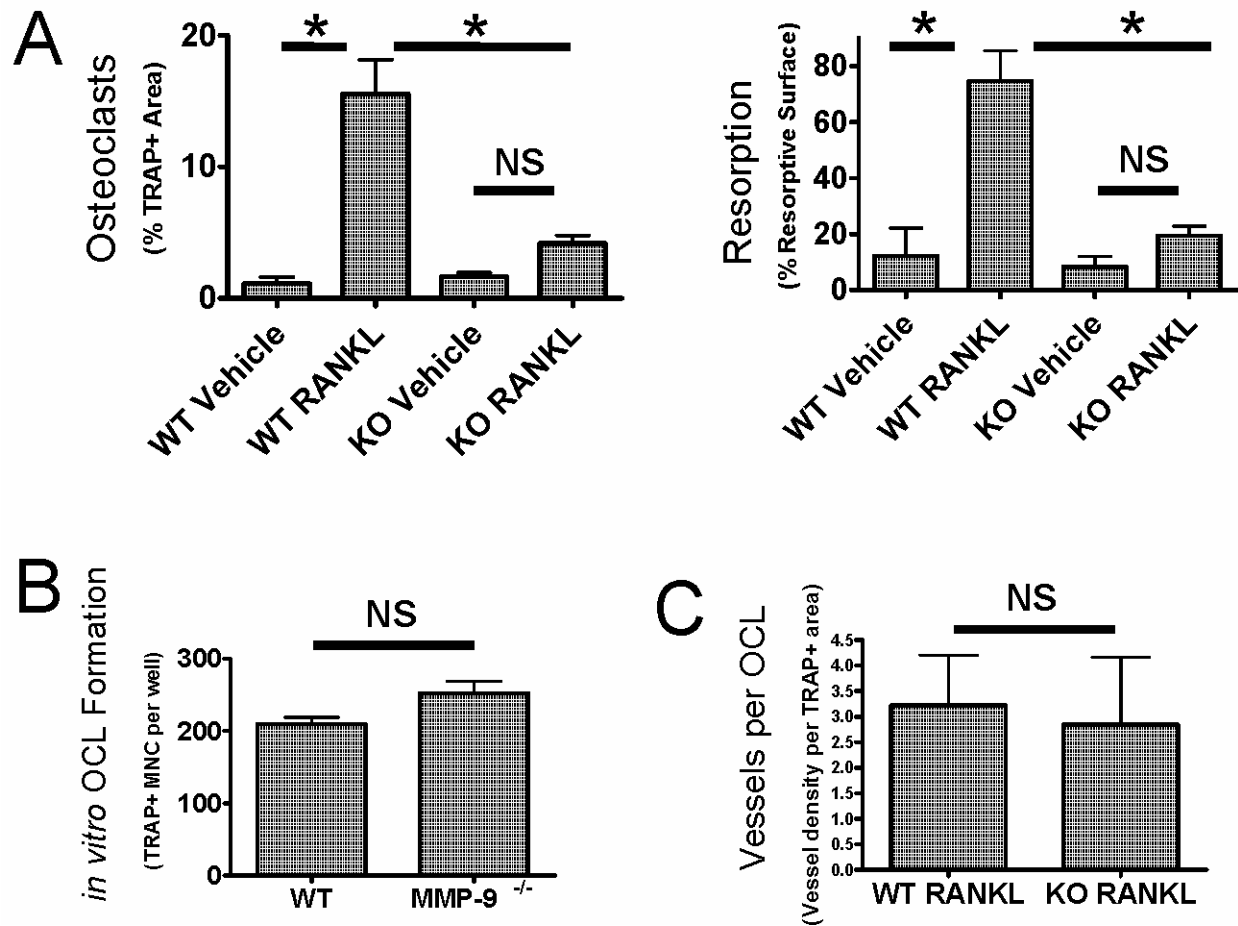 A
Osteoclasts
(% TRAP+ Area)
20
10
0
*
*
NS
WT Vehicle
WT RANKL
KO Vehicle
KO RANKL
Resorption
(% Resorptive Surface)
80
60
40
20
0
*
*
NS
WT Vehicle
WT RANKL
KO Vehicle
KO RANKL
B
in vitro OCL Formation
(TRAP+ MNC per well)
300
200
100
0
NS
WT
MMP-9 -/-
C
Vessels per OCL
(Vessel density per TRAP+ area)
4.5
4.0
3.5
3.0
2.5
2.0
1.5
1.0
0.5
0.0
NS
WT RANKL
KO RANKL